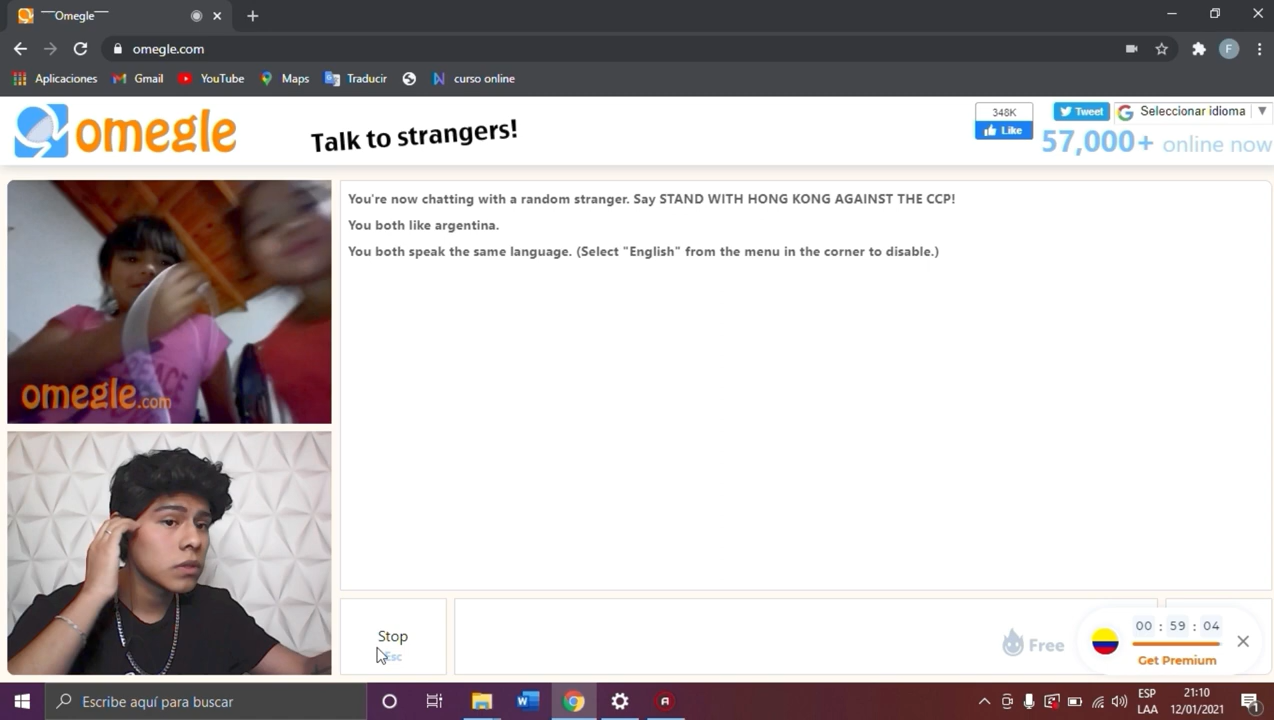 Omegle
omegle.com
Aplicaciones
Gmail
YouTube
Maps
Traducir
curso online
F
omegle
Talk to strangers!
348K
Like
Tweet
Seleccionar idioma
57,000+ online now
You're now chatting with a random stranger. Say STAND WITH HONG KONG AGAINST THE CCP!
You both like argentina.
You both speak the same language. (Select "English" from the menu in the corner to disable.)
omegle.com
Stop
Esc
Free
00 : 59 : 04
Get Premium
Escribe aquí para buscar
ESP
LAA
21:10
12/01/2021
1